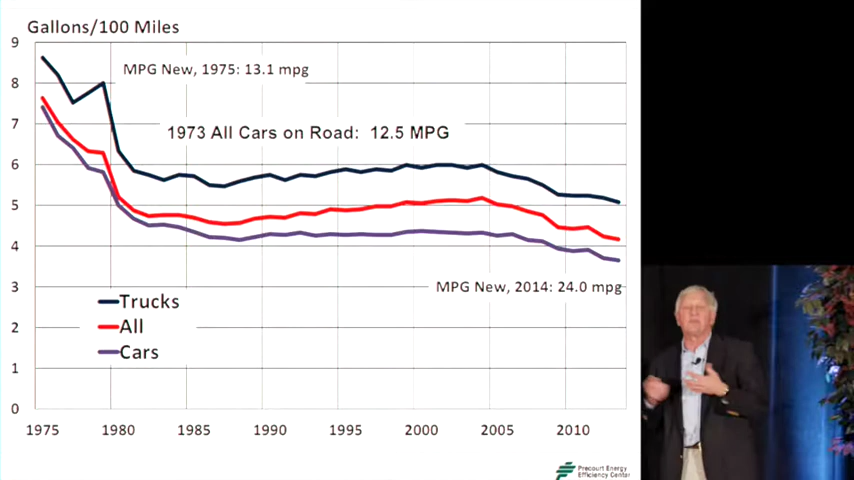 Gallons/100 Miles
9
8
7
6
5
4
3
2
1
0
MPG New, 1975: 13.1 mpg
1973 All Cars on Road: 12.5 MPG
MPG New, 2014: 24.0 mpg
Trucks
All
Cars
1975 1980 1985 1990 1995 2000 2005 2010
Precourt Energy
Efficiency Center